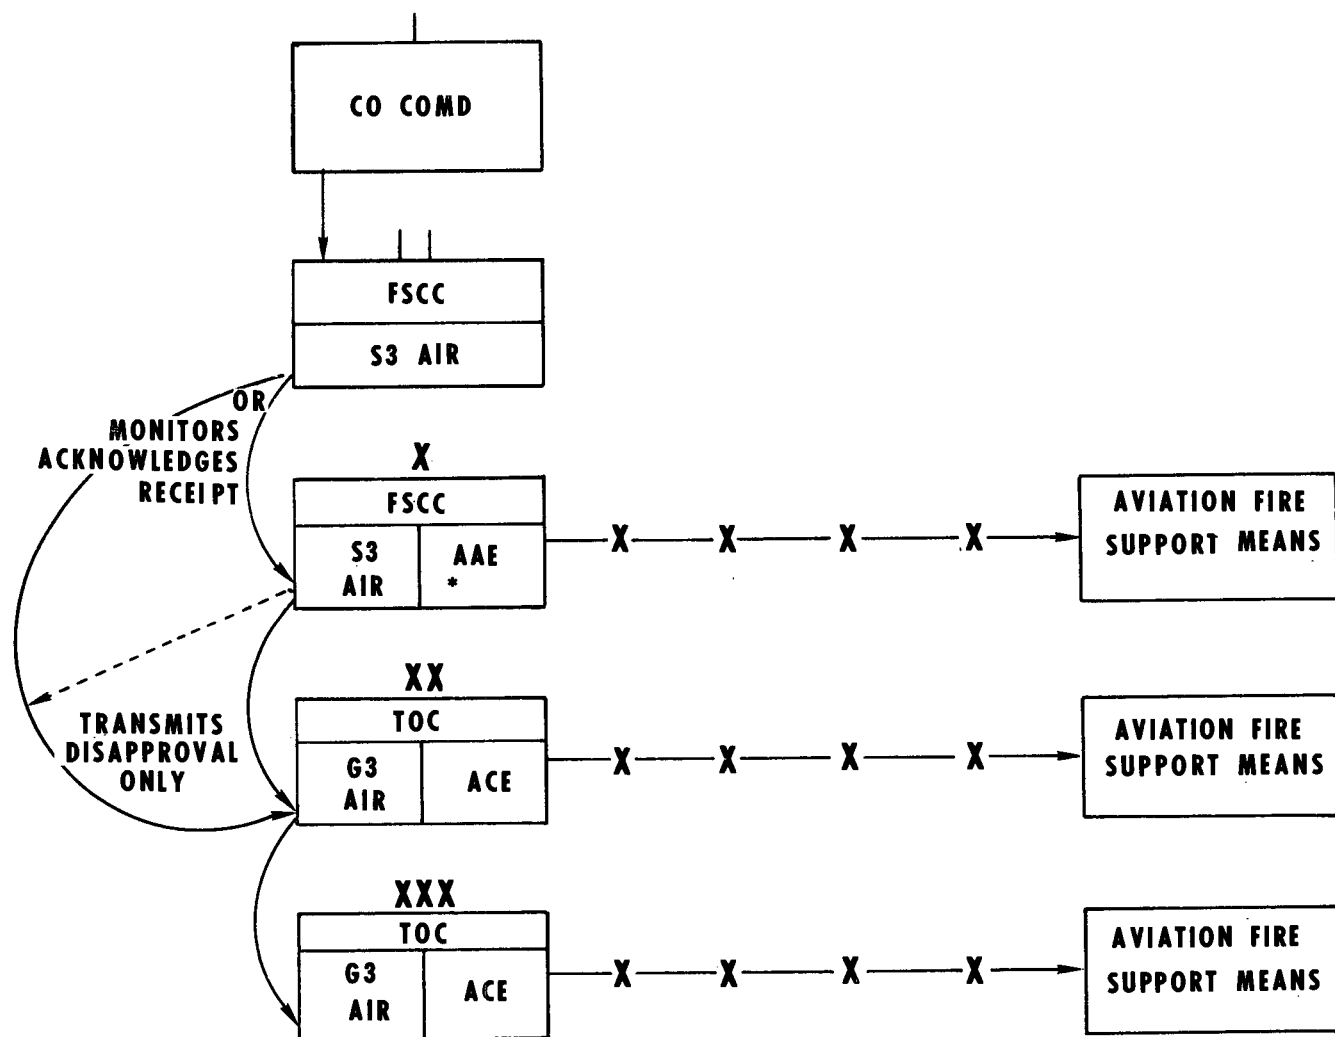 CO COMD
FSCC
S3 AIR
OR
MONITORS
ACKNOWLEDGES
RECEIPT
X
FSCC
S3
AIR
AAE
*
X X X X
AVIATION FIRE
SUPPORT MEANS
TRANSMITS
DISAPPROVAL
ONLY
XX
TOC
G3
AIR
ACE
X X X X
AVIATION FIRE
SUPPORT MEANS
XXX
TOC
G3
AIR
ACE
X X X X
AVIATION FIRE
SUPPORT MEANS